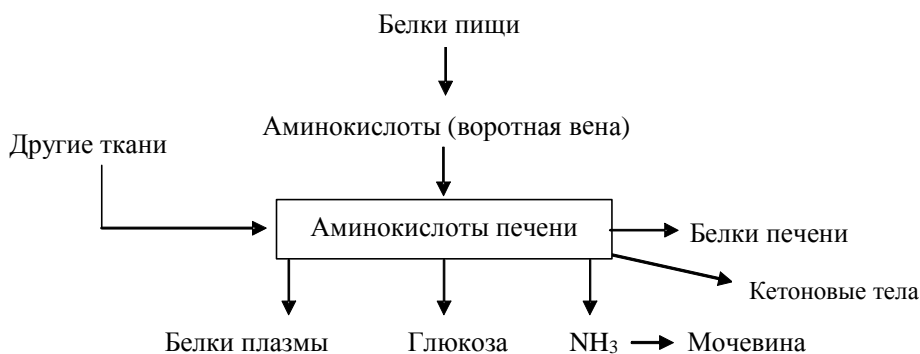 Белки пищи
Аминокислоты (воротная вена)
Другие ткани
Аминокислоты печени
Белки печени
Кетоновые тела
Белки плазмы Глюкоза NH₃ Мочевина